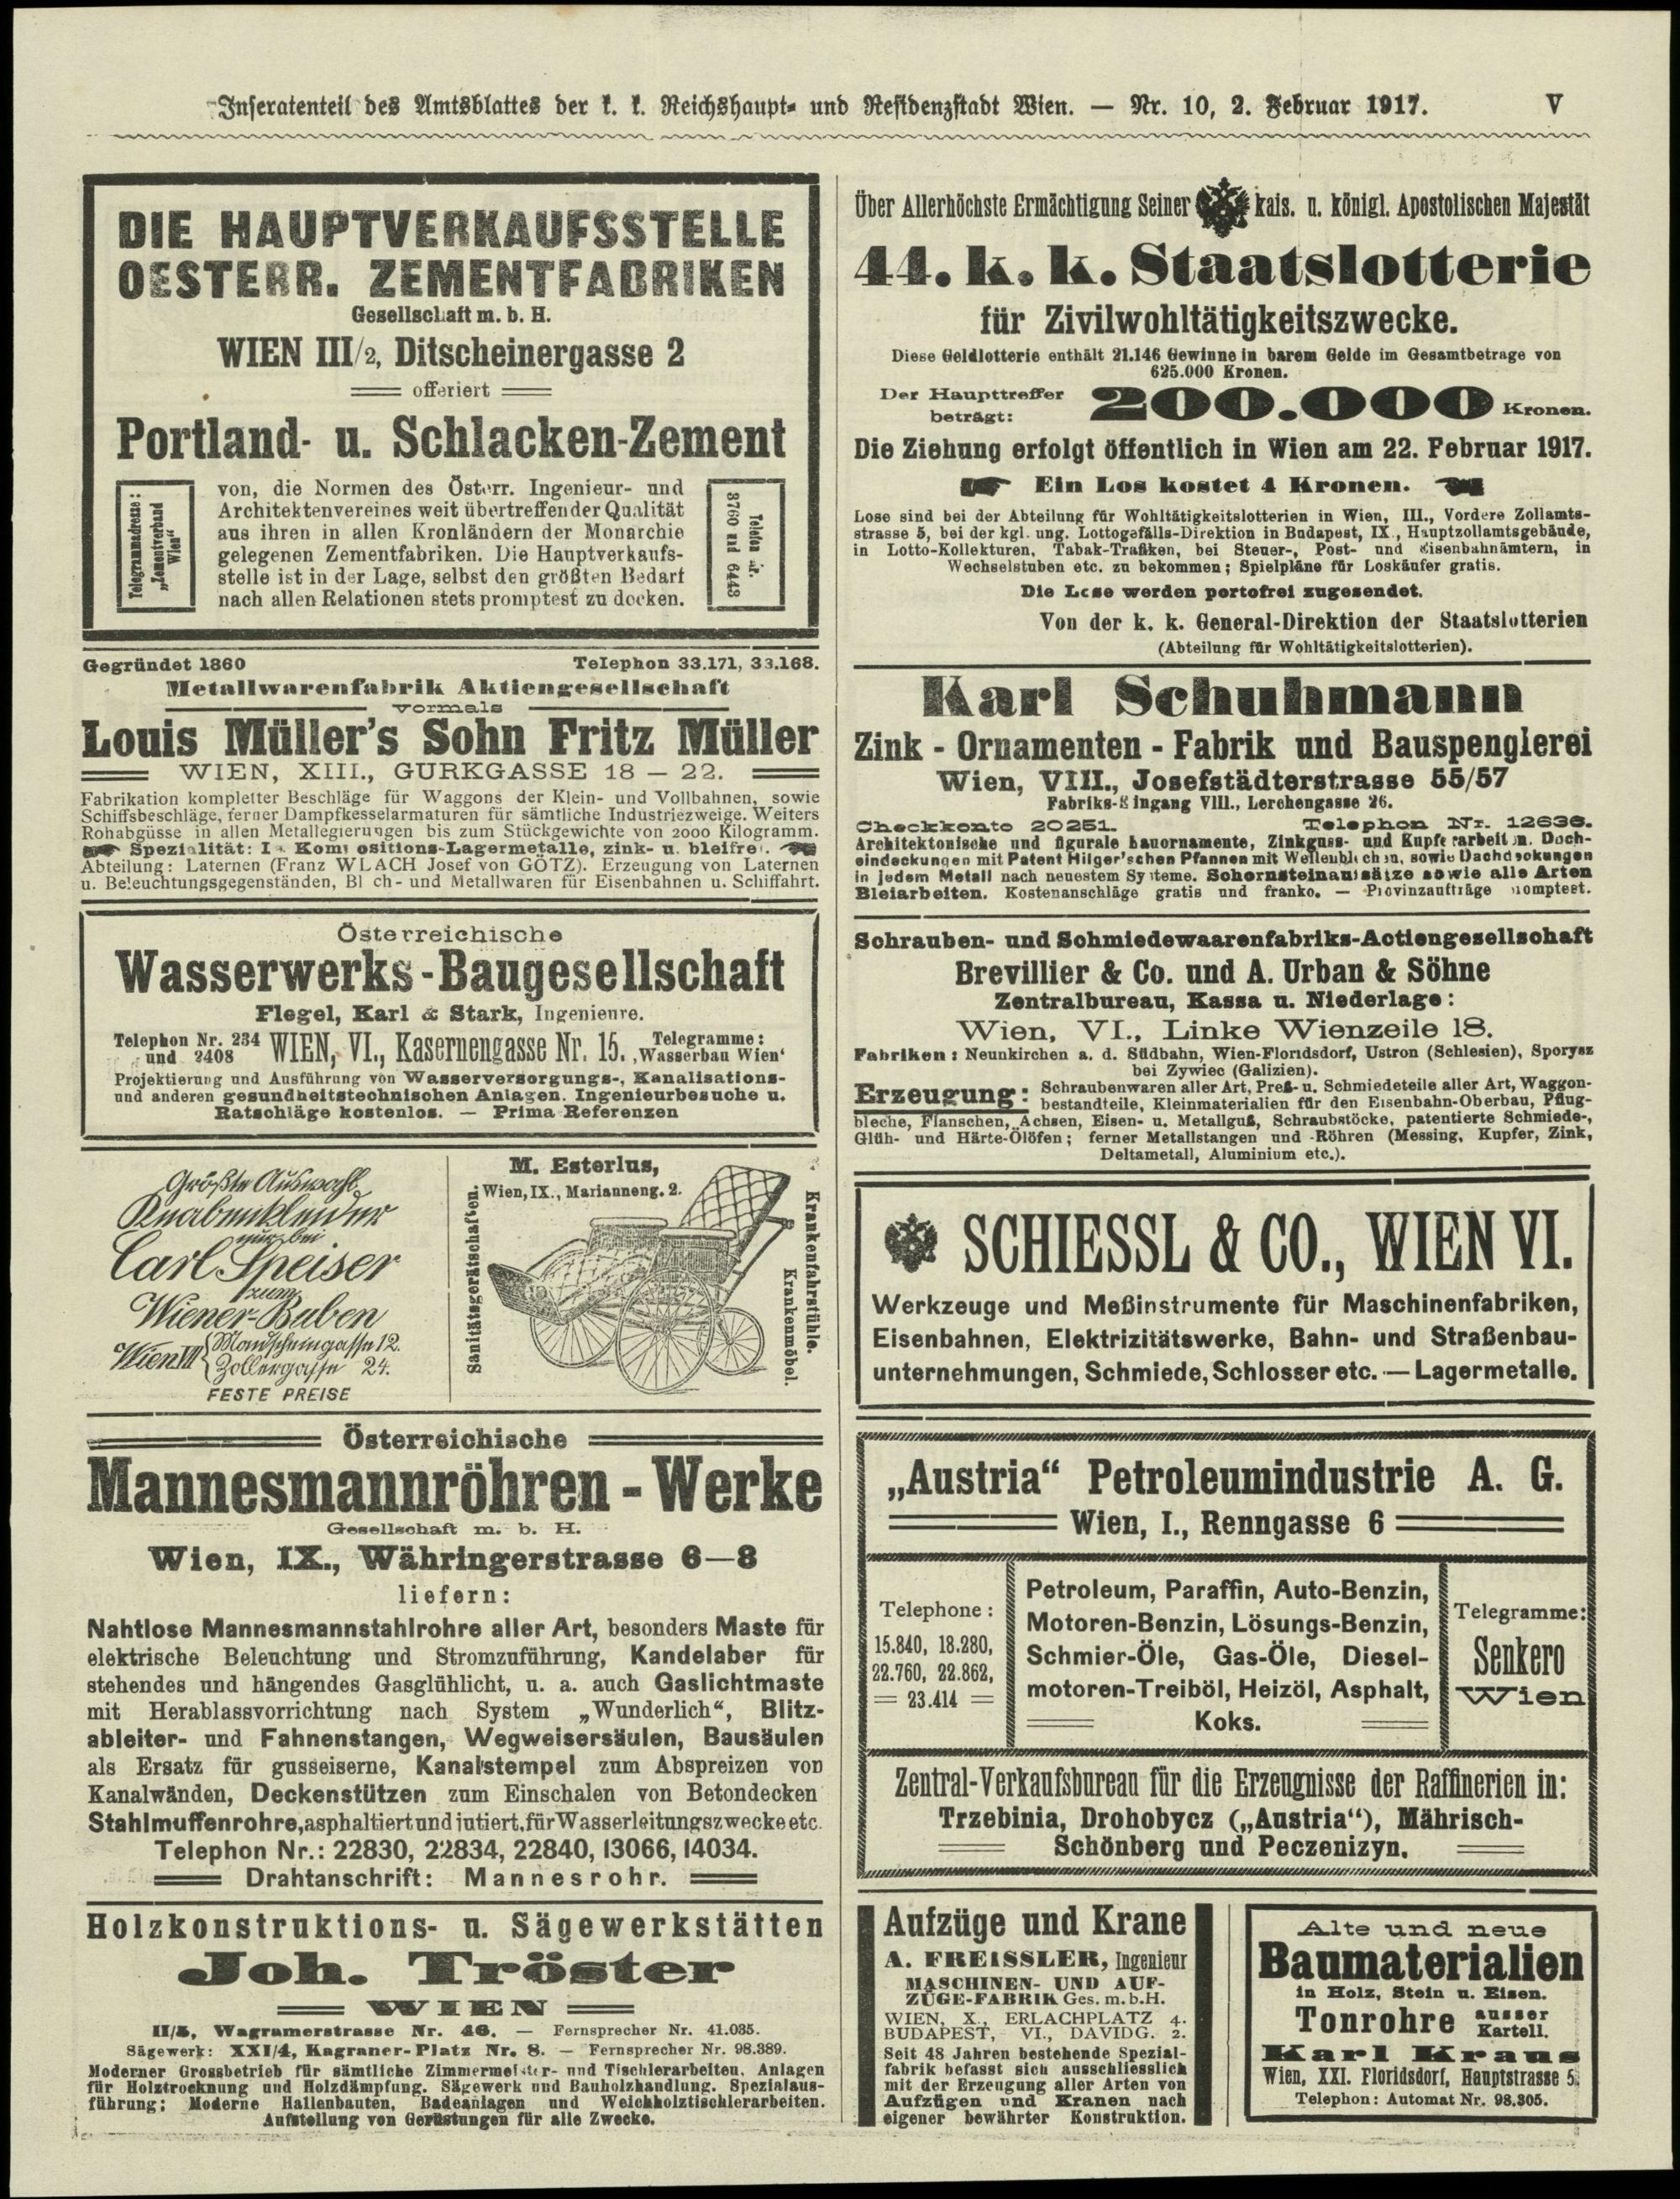 Inseratenteil des Amtsblattes der k. k. Reichshaupt- und Residenzstadt Wien. — Nr. 10, 2. Februar 1917. V
DIE HAUPTVERKAUFSSTELLE
OESTERR. ZEMENTFABRIKEN
Gesellschaft m. b. H.
WIEN III/2, Ditscheinergasse 2
offeriert
Portland- u. Schlacken-Zement
Telegrammadresse:
„Zementverband
Wien“
von, die Normen des Österr. Ingenieur- und
Architektenvereines weit übertreffender Qualität
aus ihren in allen Kronländern der Monarchie
gelegenen Zementfabriken. Die Hauptverkaufs-
stelle ist in der Lage, selbst den größten Bedarf
nach allen Relationen stets promptest zu decken.
Telefon Nr.
3760 und 6443
Gegründet 1860 Telephon 33.171, 33.168.
Metallwarenfabrik Aktiengesellschaft
vormals
Louis Müller's Sohn Fritz Müller
WIEN, XIII., GURKGASSE 18 — 22.
Fabrikation kompletter Beschläge für Waggons der Klein- und Vollbahnen, sowie
Schiffsbeschläge, ferner Dampfkesselarmaturen für sämtliche Industriezweige. Weiters
Rohabgüsse in allen Metallegierungen bis zum Stückgewichte von 2000 Kilogramm.
Spezialität: Ia Kompositions-Lagermetalle, zink- u. bleifrei.
Abteilung: Laternen (Franz WLACH Josef von GÖTZ). Erzeugung von Laternen
u. Beleuchtungsgegenständen, Blech- und Metallwaren für Eisenbahnen u. Schiffahrt.
Österreichische
Wasserwerks-Baugesellschaft
Flegel, Karl & Stark, Ingenieure.
Telephon Nr. 234
und 2408
WIEN, VI., Kasernengasse Nr. 15.
Telegramme:
‚Wasserbau Wien‘
Projektierung und Ausführung von Wasserversorgungs-, Kanalisations-
und anderen gesundheitstechnischen Anlagen. Ingenieurbesuche u.
Ratschläge kostenlos. — Prima Referenzen
Größte Auswahl
Knabenkleider
nur bei
Carl Speiser
zum
Wiener-Buben
Wien VII
Mondscheingasse 12.
Zollergasse 24.
FESTE PREISE
M. Esterlus,
Wien, IX., Marianneng. 2.
Sanitätsgerätschaften.
Krankenfahrstühle.
Krankenmöbel.
Österreichische
Mannesmannröhren-Werke
Gesellschaft m. b. H.
Wien, IX., Währingerstrasse 6—8
liefern:
Nahtlose Mannesmannstahlrohre aller Art, besonders Maste für
elektrische Beleuchtung und Stromzuführung, Kandelaber für
stehendes und hängendes Gasglühlicht, u. a. auch Gaslichtmaste
mit Herablassvorrichtung nach System „Wunderlich“, Blitz-
ableiter- und Fahnenstangen, Wegweisersäulen, Bausäulen
als Ersatz für gusseiserne, Kanalstempel zum Abspreizen von
Kanalwänden, Deckenstützen zum Einschalen von Betondecken
Stahlmuffenrohre, asphaltiert und jutiert, für Wasserleitungszwecke etc.
Telephon Nr.: 22830, 22834, 22840, 13066, 14034.
Drahtanschrift: Mannesrohr.
Holzkonstruktions- u. Sägewerkstätten
Joh. Tröster
WIEN
II/5, Wagramerstrasse Nr. 46. — Fernsprecher Nr. 41.035.
Sägewerk: XXI/4, Kagraner-Platz Nr. 8. — Fernsprecher Nr. 98.389.
Moderner Grossbetrieb für sämtliche Zimmermeister- und Tischlerarbeiten, Anlagen
für Holztrocknung und Holzdämpfung. Sägewerk und Bauholzhandlung. Spezialaus-
führung: Moderne Hallenbauten, Badeanlagen und Weichholztischlerarbeiten.
Aufstellung von Gerüstungen für alle Zwecke.
Über Allerhöchste Ermächtigung Seiner kais. u. königl. Apostolischen Majestät
44. k. k. Staatslotterie
für Zivilwohltätigkeitszwecke.
Diese Geldlotterie enthält 21.146 Gewinne in barem Gelde im Gesamtbetrage von
625.000 Kronen.
Der Haupttreffer
beträgt:
200.000 Kronen.
Die Ziehung erfolgt öffentlich in Wien am 22. Februar 1917.
Ein Los kostet 4 Kronen.
Lose sind bei der Abteilung für Wohltätigkeitslotterien in Wien, III., Vordere Zollamts-
strasse 5, bei der kgl. ung. Lottogefälls-Direktion in Budapest, IX., Hauptzollamtsgebäude,
in Lotto-Kollekturen, Tabak-Trafiken, bei Steuer-, Post- und Eisenbahnämtern, in
Wechselstuben etc. zu bekommen; Spielpläne für Loskäufer gratis.
Die Lose werden portofrei zugesendet.
Von der k. k. General-Direktion der Staatslotterien
(Abteilung für Wohltätigkeitslotterien).
Karl Schuhmann
Zink-Ornamenten-Fabrik und Bauspenglerei
Wien, VIII., Josefstädterstrasse 55/57
Fabriks-Eingang VIII., Lerchengasse 26.
Checkkonto 20251. Telephon Nr. 12636.
Architektonische und figurale Bauornamente, Zinkguss- und Kupferarbeiten. Dach-
eindeckungen mit Patent Hilger'schen Pfannen mit Wellenblechen, sowie Dachdeckungen
in jedem Metall nach neuestem Systeme. Schornsteinaufsätze sowie alle Arten
Bleiarbeiten. Kostenanschläge gratis und franko. — Provinzaufträge promptest.
Schrauben- und Schmiedewaarenfabriks-Actiengesellschaft
Brevillier & Co. und A. Urban & Söhne
Zentralbureau, Kassa u. Niederlage:
Wien, VI., Linke Wienzeile 18.
Fabriken: Neunkirchen a. d. Südbahn, Wien-Floridsdorf, Ustron (Schlesien), Sporysz
bei Zywiec (Galizien).
Erzeugung: Schraubenwaren aller Art, Preß- u. Schmiedeteile aller Art, Waggon-
bestandteile, Kleinmaterialien für den Eisenbahn-Oberbau, Pflug-
bleche, Flanschen, Achsen, Eisen- u. Metallguß, Schraubstöcke, patentierte Schmiede-,
Glüh- und Härte-Ölöfen; ferner Metallstangen und -Röhren (Messing, Kupfer, Zink,
Deltametall, Aluminium etc.).
SCHIESSL & CO., WIEN VI.
Werkzeuge und Meßinstrumente für Maschinenfabriken,
Eisenbahnen, Elektrizitätswerke, Bahn- und Straßenbau-
unternehmungen, Schmiede, Schlosser etc. — Lagermetalle.
„Austria“ Petroleumindustrie A. G.
Wien, I., Renngasse 6
Telephone:
15.840, 18.280,
22.760, 22.862,
23.414
Petroleum, Paraffin, Auto-Benzin,
Motoren-Benzin, Lösungs-Benzin,
Schmier-Öle, Gas-Öle, Diesel-
motoren-Treiböl, Heizöl, Asphalt,
Koks.
Telegramme:
Senkero
Wien
Zentral-Verkaufsbureau für die Erzeugnisse der Raffinerien in:
Trzebinia, Drohobycz („Austria“), Mährisch-
Schönberg und Peczenizyn.
Aufzüge und Krane
A. FREISSLER, Ingenieur
MASCHINEN- UND AUF-
ZÜGE-FABRIK Ges. m. b. H.
WIEN, X., ERLACHPLATZ 4.
BUDAPEST, VI., DAVIDG. 2.
Seit 48 Jahren bestehende Spezial-
fabrik befasst sich ausschliesslich
mit der Erzeugung aller Arten von
Aufzügen und Kranen nach
eigener bewährter Konstruktion.
Alte und neue
Baumaterialien
in Holz, Stein u. Eisen.
Tonrohre ausser
Kartell.
Karl Kraus
Wien, XXI. Floridsdorf, Hauptstrasse 5.
Telephon: Automat Nr. 98.305.